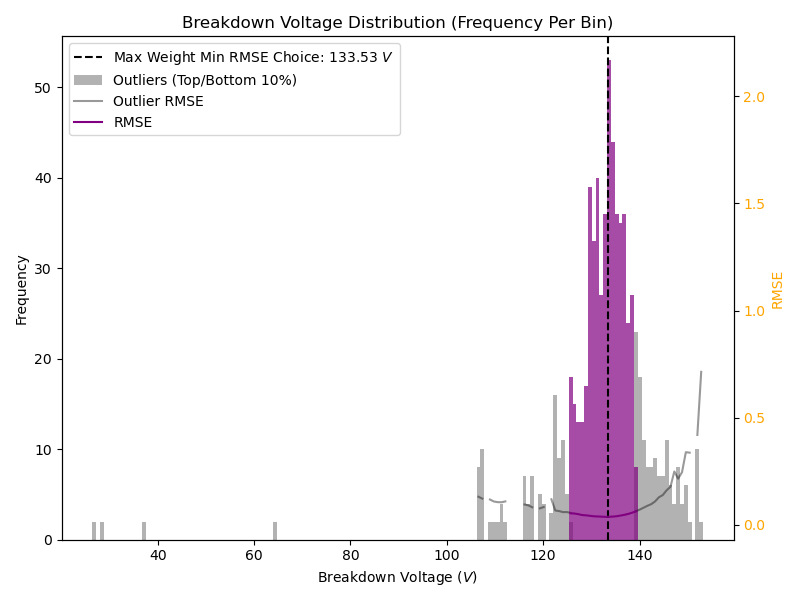 Breakdown Voltage Distribution (Frequency Per Bin)
Max Weight Min RMSE Choice: 133.53 V
Outliers (Top/Bottom 10%)
Outlier RMSE
RMSE
Frequency
50
40
30
20
10
0
2.0
1.5
1.0
0.5
0.0
RMSE
40
60
80
100
120
140
Breakdown Voltage (V)